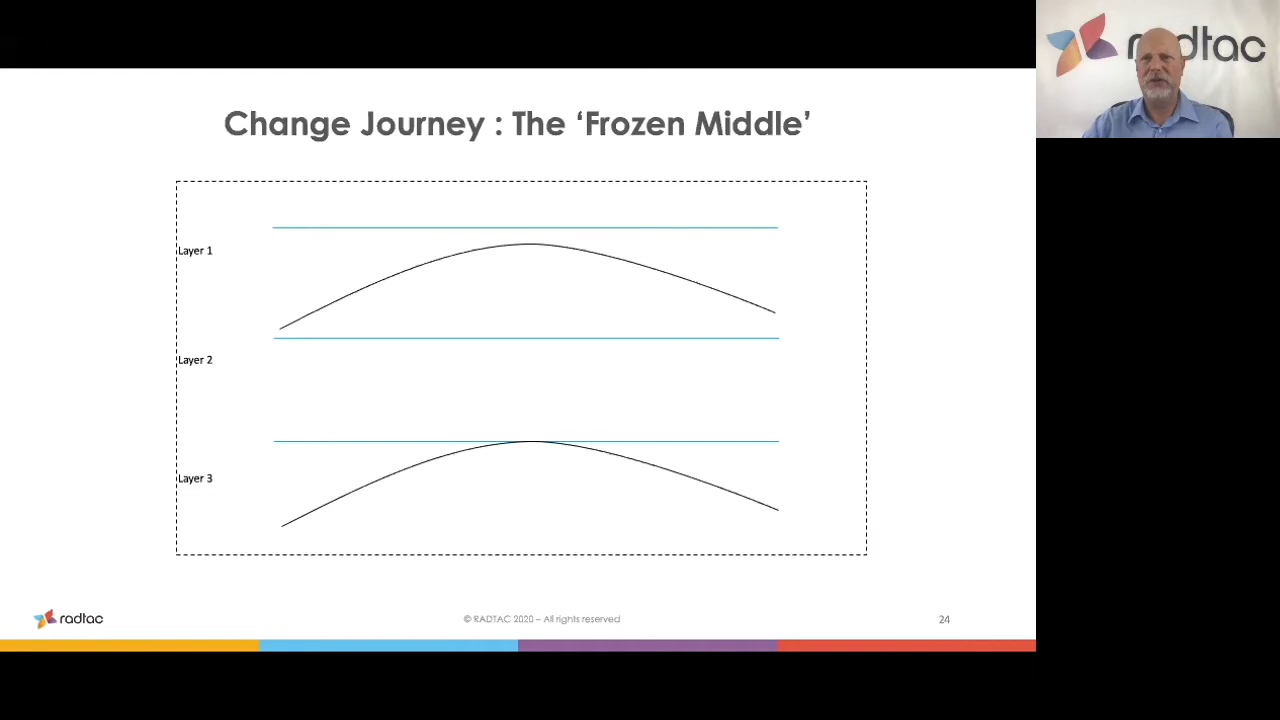 Change Journey : The ‘Frozen Middle’
radtac
Layer 1
Layer 2
Layer 3
radtac
© RADTAC 2020 – All rights reserved
24